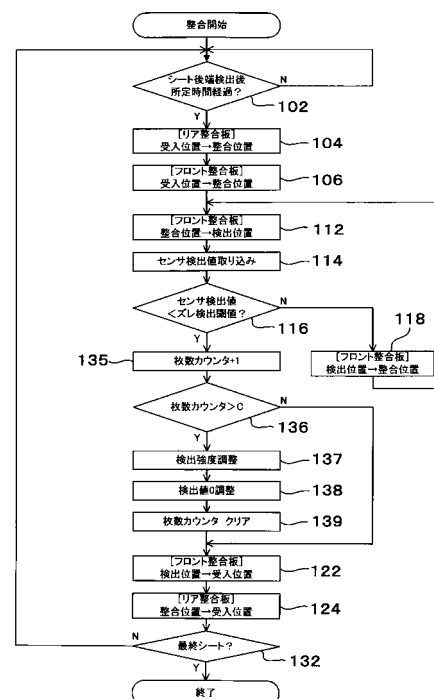 整合開始
シート後端検出後
所定時間経過？
N
102
Y
[リア整合板]
受入位置→整合位置
104
[フロント整合板]
受入位置→整合位置
106
[フロント整合板]
整合位置→検出位置
112
センサ検出値取り込み
114
センサ検出値
<ズレ検出閾値？
N
116
118
Y
[フロント整合板]
検出位置→整合位置
135
枚数カウンタ+1
枚数カウンタ>C
N
136
Y
検出強度調整
137
検出値0調整
138
枚数カウンタ クリア
139
[フロント整合板]
検出位置→受入位置
122
[リア整合板]
整合位置→受入位置
124
N
最終シート？
132
Y
終了